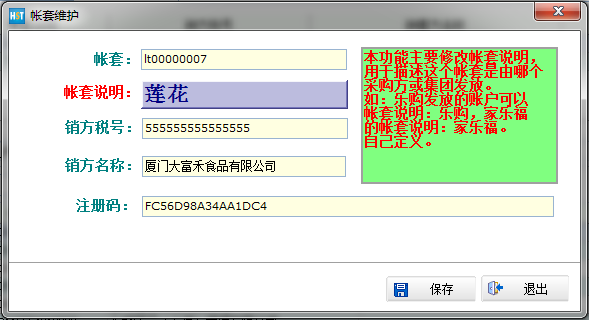 HIT 帐套维护
帐套： lt00000007
帐套说明： 莲花
销方税号： 555555555555555
销方名称： 厦门大富禾食品有限公司
注册码： FC56D98A34AA1DC4
本功能主要修改帐套说明，
用于描述这个帐套是由哪个
采购方或集团发放。
如：乐购发放的账户可以
帐套说明：乐购，家乐福
的帐套说明：家乐福。
自己定义。
保存 退出